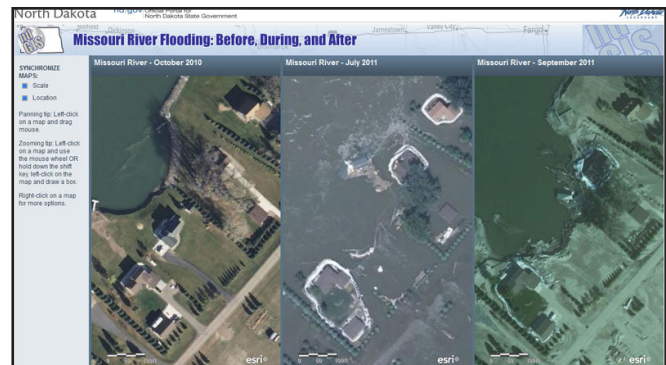 North Dakota
nd.gov Official Portal for
North Dakota State Government
Missouri River Flooding: Before, During, and After
Jamestown
Valley City
Fargo
SYNCHRONIZE
MAPS:
Scale
Location
Panning tip: Left-click
on a map and drag
mouse.
Zooming tip: Left-click
on a map and use
the mouse wheel OR
hold down the shift
key, left-click on the
map and draw a box.
Right-click on a map
for more options.
Missouri River - October 2010
Missouri River - July 2011
Missouri River - September 2011
esri
esri
esri